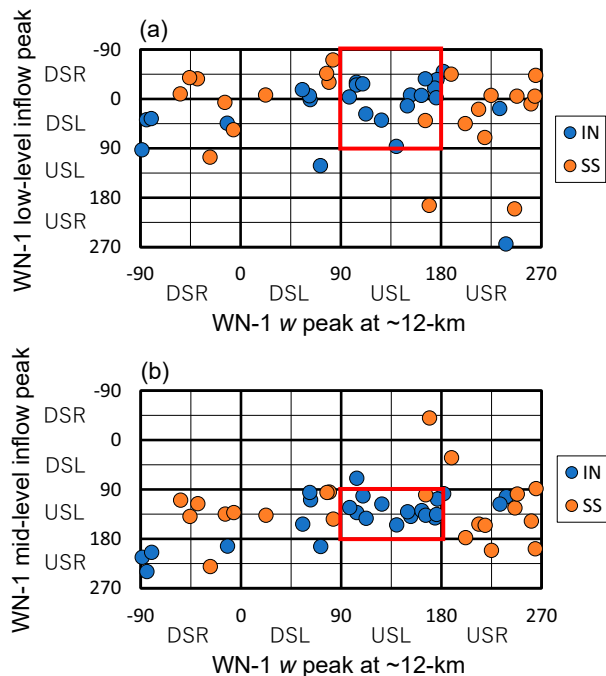 (a)
WN-1 low-level inflow peak
-90
DSR
0
DSL
90
USL
180
USR
270
-90 0 90 180 270
DSR DSL USL USR
WN-1 w peak at ~12-km
IN
SS
(b)
WN-1 mid-level inflow peak
-90
DSR
0
DSL
90
USL
180
USR
270
-90 0 90 180 270
DSR DSL USL USR
WN-1 w peak at ~12-km
IN
SS